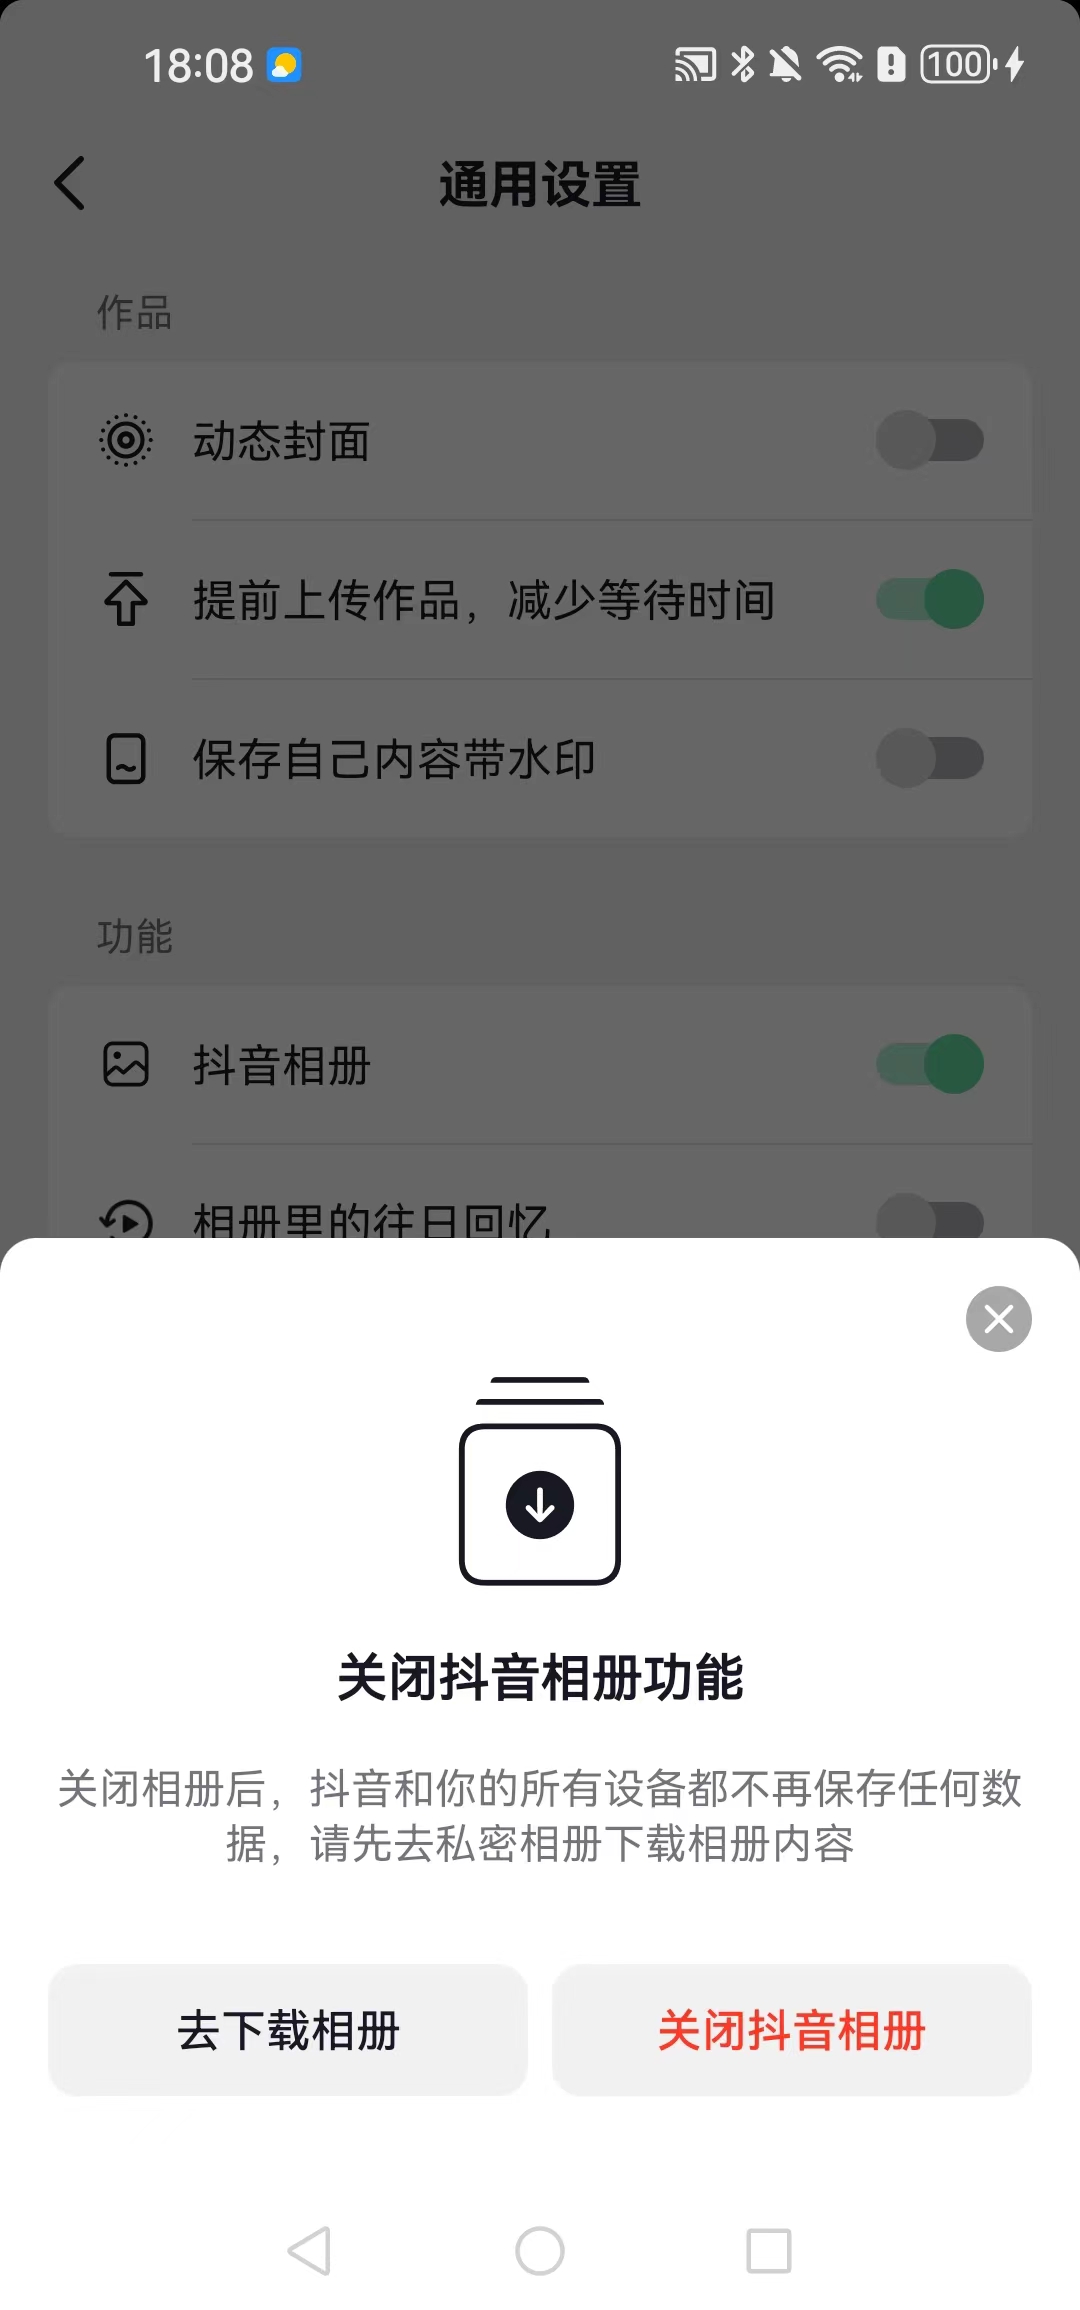 18:08
100
通用设置
作品
动态封面
提前上传作品，减少等待时间
保存自己内容带水印
功能
抖音相册
相册里的往日回忆
关闭抖音相册功能
关闭相册后，抖音和你的所有设备都不再保存任何数
据，请先去私密相册下载相册内容
去下载相册
关闭抖音相册